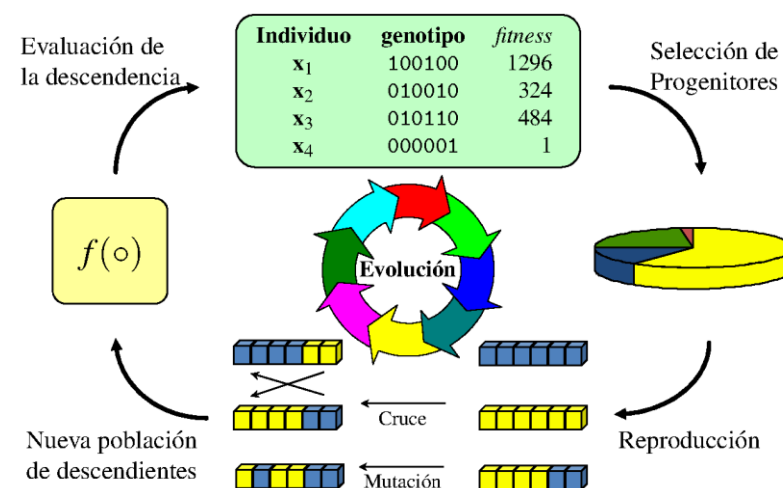 Evaluación de
la descendencia
Individuo genotipo fitness
x1 100100 1296
x2 010010 324
x3 010110 484
x4 000001 1
Selección de
Progenitores
f(○)
Evolución
Cruce
Mutación
Nueva población
de descendientes
Reproducción